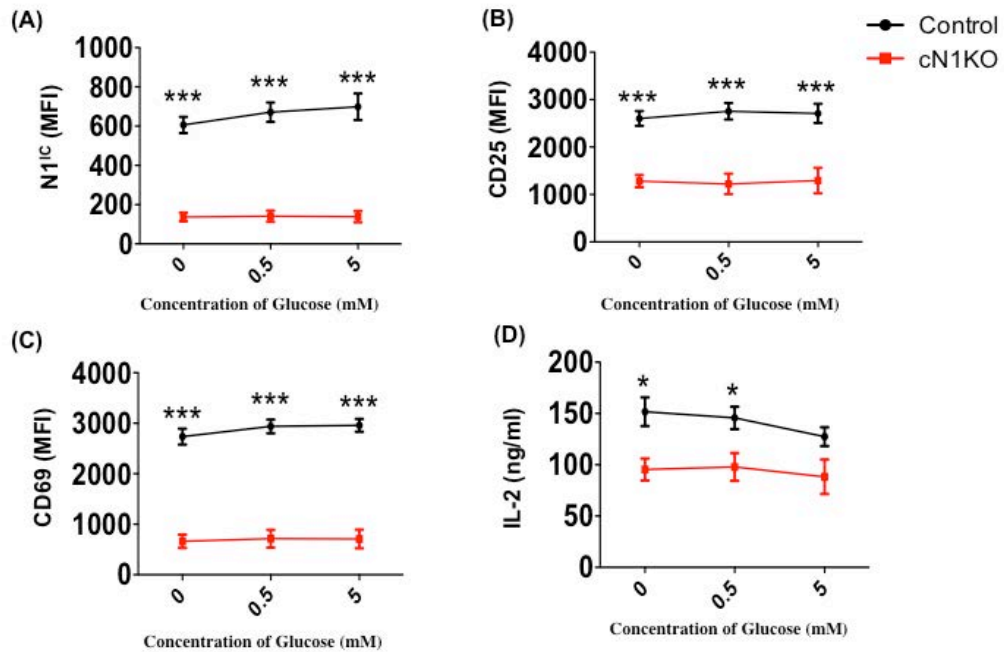 (A)
N1^IC (MFI)
1000
800
600
400
200
0
*** *** ***
0 0.5 5
Concentration of Glucose (mM)
(B)
CD25 (MFI)
4000
3000
2000
1000
0
*** *** ***
0 0.5 5
Concentration of Glucose (mM)
Control
cN1KO
(C)
CD69 (MFI)
4000
3000
2000
1000
0
*** *** ***
0 0.5 5
Concentration of Glucose (mM)
(D)
IL-2 (ng/ml)
200
150
100
50
0
* *
0 0.5 5
Concentration of Glucose (mM)